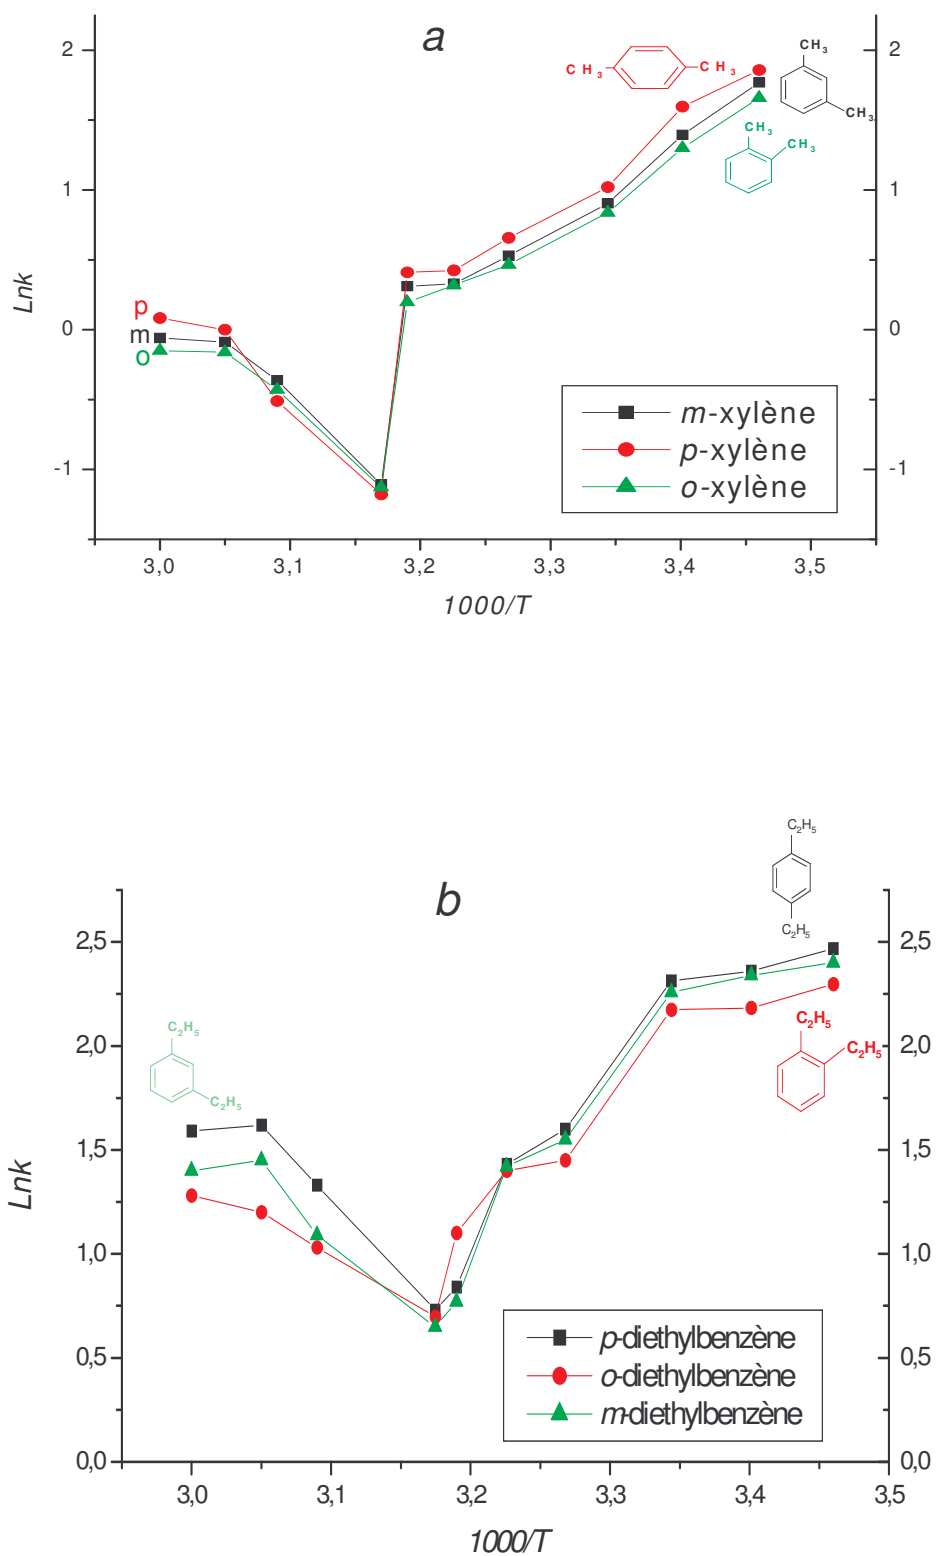 a
2
2
CH3
CH3
CH3
CH3
CH3
CH3
1
1
Lnk
p
m
o
0
0
m-xylène
p-xylène
o-xylène
-1
-1
3,0
3,1
3,2
3,3
3,4
3,5
1000/T
C2H5
b
C2H5
2,5
2,5
C2H5
C2H5
2,0
2,0
C2H5
C2H5
1,5
1,5
Lnk
1,0
1,0
p-diethylbenzène
0,5
0,5
o-diethylbenzène
m-diethylbenzène
0,0
0,0
3,0
3,1
3,2
3,3
3,4
3,5
1000/T